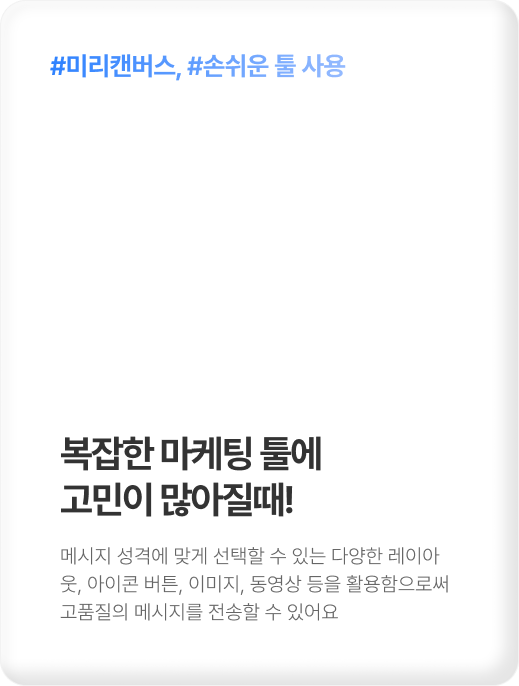 #미리캔버스, #손쉬운 툴 사용
복잡한 마케팅 툴에
고민이 많아질때!
메시지 성격에 맞게 선택할 수 있는 다양한 레이아
웃, 아이콘 버튼, 이미지, 동영상 등을 활용함으로써
고품질의 메시지를 전송할 수 있어요